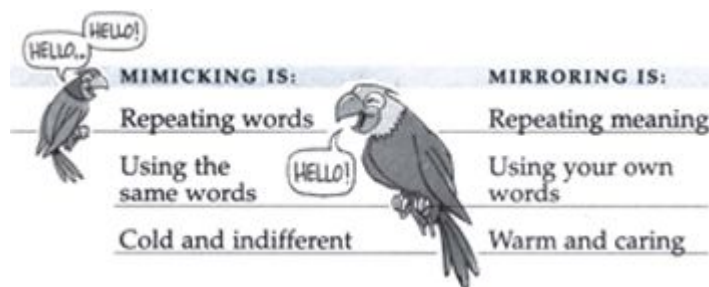 HELLO!
HELLO..
MIMICKING IS:
MIRRORING IS:
Repeating words
Repeating meaning
HELLO!
Using the
same words
Using your own
words
Cold and indifferent
Warm and caring